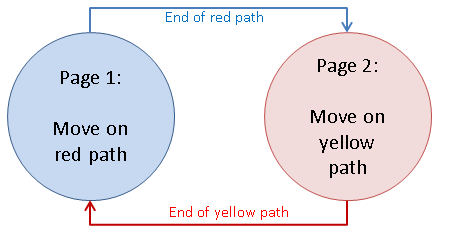 End of red path
Page 1:
Move on
red path
Page 2:
Move on
yellow
path
End of yellow path